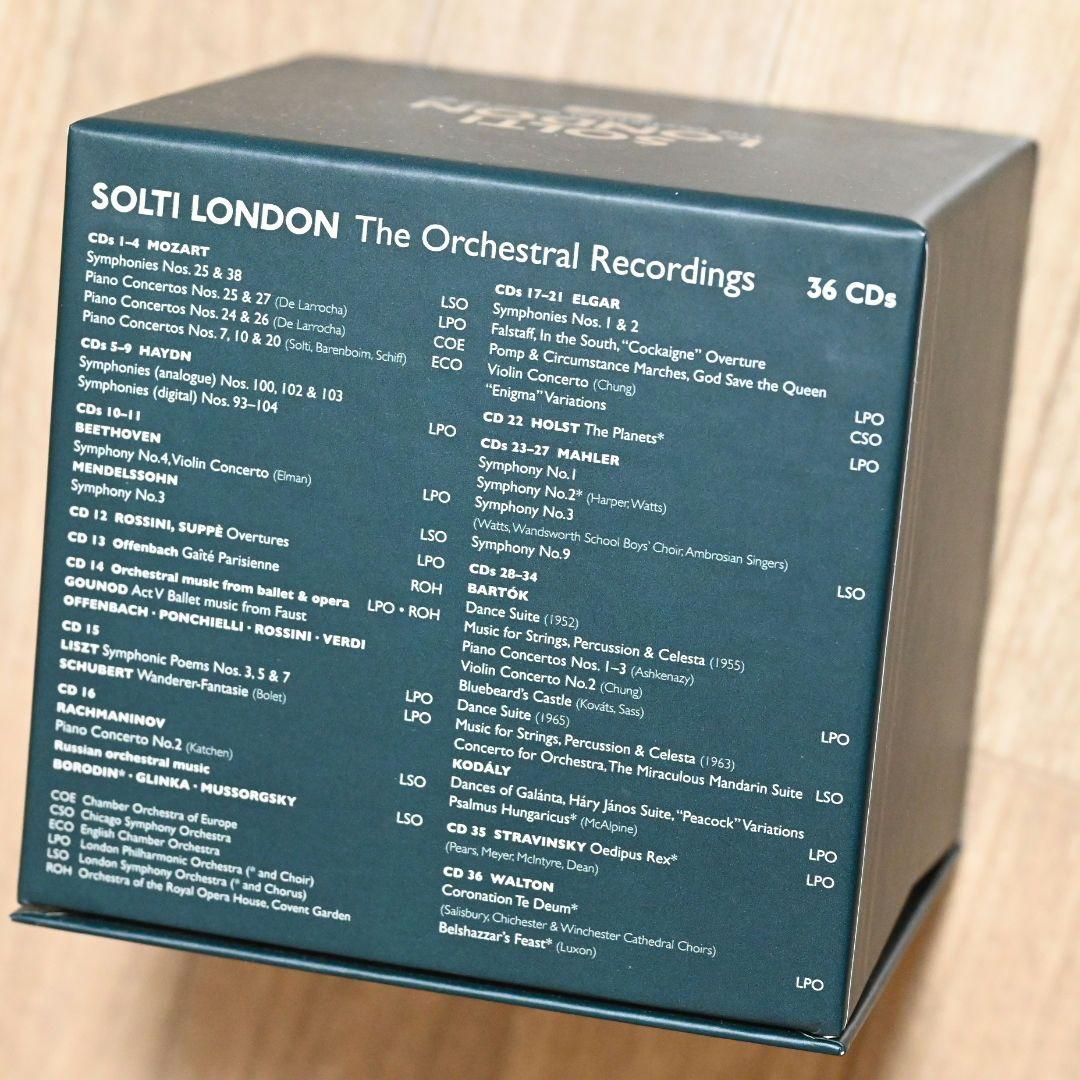 SOLTI
LONDON
SOLTI LONDON The Orchestral Recordings 36 CDs
CDs 1–4 MOZART
Symphonies Nos. 25 & 38 LSO
Piano Concertos Nos. 25 & 27 (De Larrocha) LPO
Piano Concertos Nos. 24 & 26 (De Larrocha) COE
Piano Concertos Nos. 7, 10 & 20 (Solti, Barenboim, Schiff) ECO
CDs 5–9 HAYDN
Symphonies (analogue) Nos. 100, 102 & 103
Symphonies (digital) Nos. 93–104 LPO
CDs 10–11
BEETHOVEN
Symphony No.4, Violin Concerto (Elman) LPO
MENDELSSOHN
Symphony No.3 LSO
CD 12 ROSSINI, SUPPÈ Overtures LPO
CD 13 Offenbach Gaîté Parisienne ROH
CD 14 Orchestral music from ballet & opera LPO • ROH
GOUNOD Act V Ballet music from Faust
OFFENBACH • PONCHIELLI • ROSSINI • VERDI
CD 15
LISZT Symphonic Poems Nos. 3, 5 & 7 LPO
SCHUBERT Wanderer-Fantasie (Bolet) LPO
CD 16
RACHMANINOV
Piano Concerto No.2 (Katchen) LSO
Russian orchestral music
BORODIN* • GLINKA • MUSSORGSKY LSO
COE Chamber Orchestra of Europe
CSO Chicago Symphony Orchestra
ECO English Chamber Orchestra
LPO London Philharmonic Orchestra (* and Choir)
LSO London Symphony Orchestra (* and Chorus)
ROH Orchestra of the Royal Opera House, Covent Garden
CDs 17–21 ELGAR
Symphonies Nos. 1 & 2
Falstaff, In the South, “Cockaigne” Overture
Pomp & Circumstance Marches, God Save the Queen
Violin Concerto (Chung) LPO
“Enigma” Variations CSO
CD 22 HOLST The Planets* LPO
CDs 23–27 MAHLER
Symphony No.1
Symphony No.2* (Harper, Watts)
Symphony No.3
(Watts, Wandsworth School Boys’ Choir, Ambrosian Singers)
Symphony No.9 LSO
CDs 28–34
BARTÓK
Dance Suite (1952)
Music for Strings, Percussion & Celesta (1955)
Piano Concertos Nos. 1–3 (Ashkenazy)
Violin Concerto No.2 (Chung)
Bluebeard’s Castle (Kováts, Sass) LPO
Dance Suite (1965)
Music for Strings, Percussion & Celesta (1963)
Concerto for Orchestra, The Miraculous Mandarin Suite LSO
KODÁLY
Dances of Galánta, Háry János Suite, “Peacock” Variations
Psalmus Hungaricus* (McAlpine) LPO
CD 35 STRAVINSKY Oedipus Rex* LPO
(Pears, Meyer, McIntyre, Dean)
CD 36 WALTON
Coronation Te Deum*
(Salisbury, Chichester & Winchester Cathedral Choirs)
Belshazzar’s Feast* (Luxon) LPO